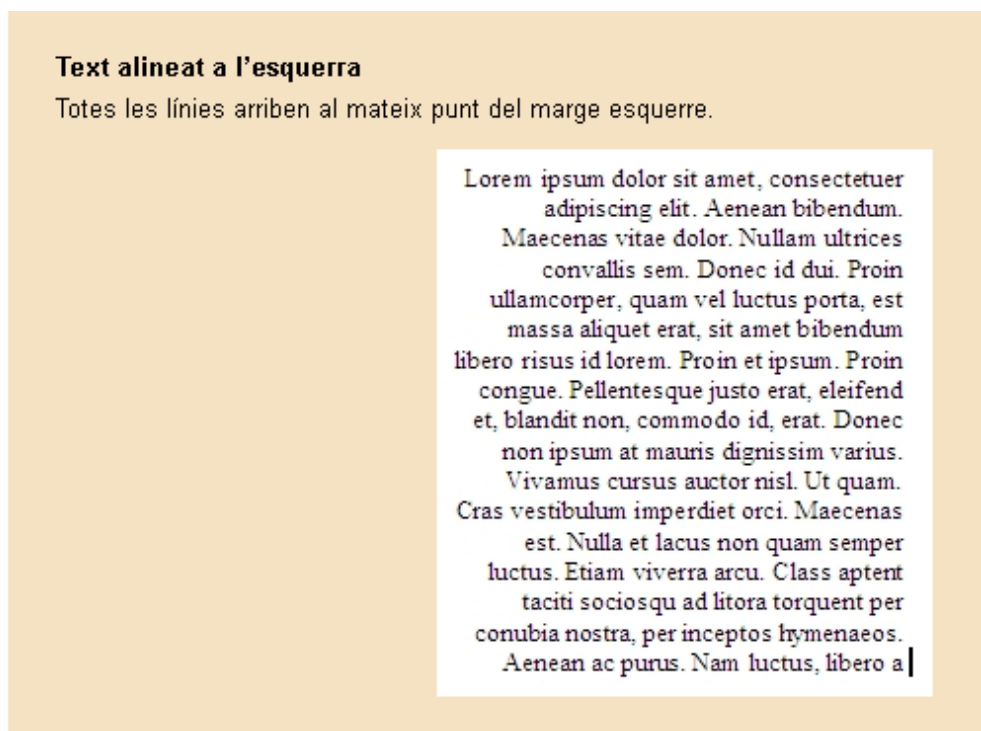 Text alineat a l'esquerra
Totes les línies arriben al mateix punt del marge esquerre.
Lorem ipsum dolor sit amet, consectetuer
adipiscing elit. Aenean bibendum.
Maecenas vitae dolor. Nullam ultrices
convallis sem. Donec id dui. Proin
ullamcorper, quam vel luctus porta, est
massa aliquet erat, sit amet bibendum
libero risus id lorem. Proin et ipsum. Proin
congue. Pellentesque justo erat, eleifend
et, blandit non, commodo id, erat. Donec
non ipsum at mauris dignissim varius.
Vivamus cursus auctor nisl. Ut quam.
Cras vestibulum imperdiet orci. Maecenas
est. Nulla et lacus non quam semper
luctus. Etiam viverra arcu. Class aptent
taciti sociosqu ad litora torquent per
conubia nostra, per inceptos hymenaeos.
Aenean ac purus. Nam luctus, libero a